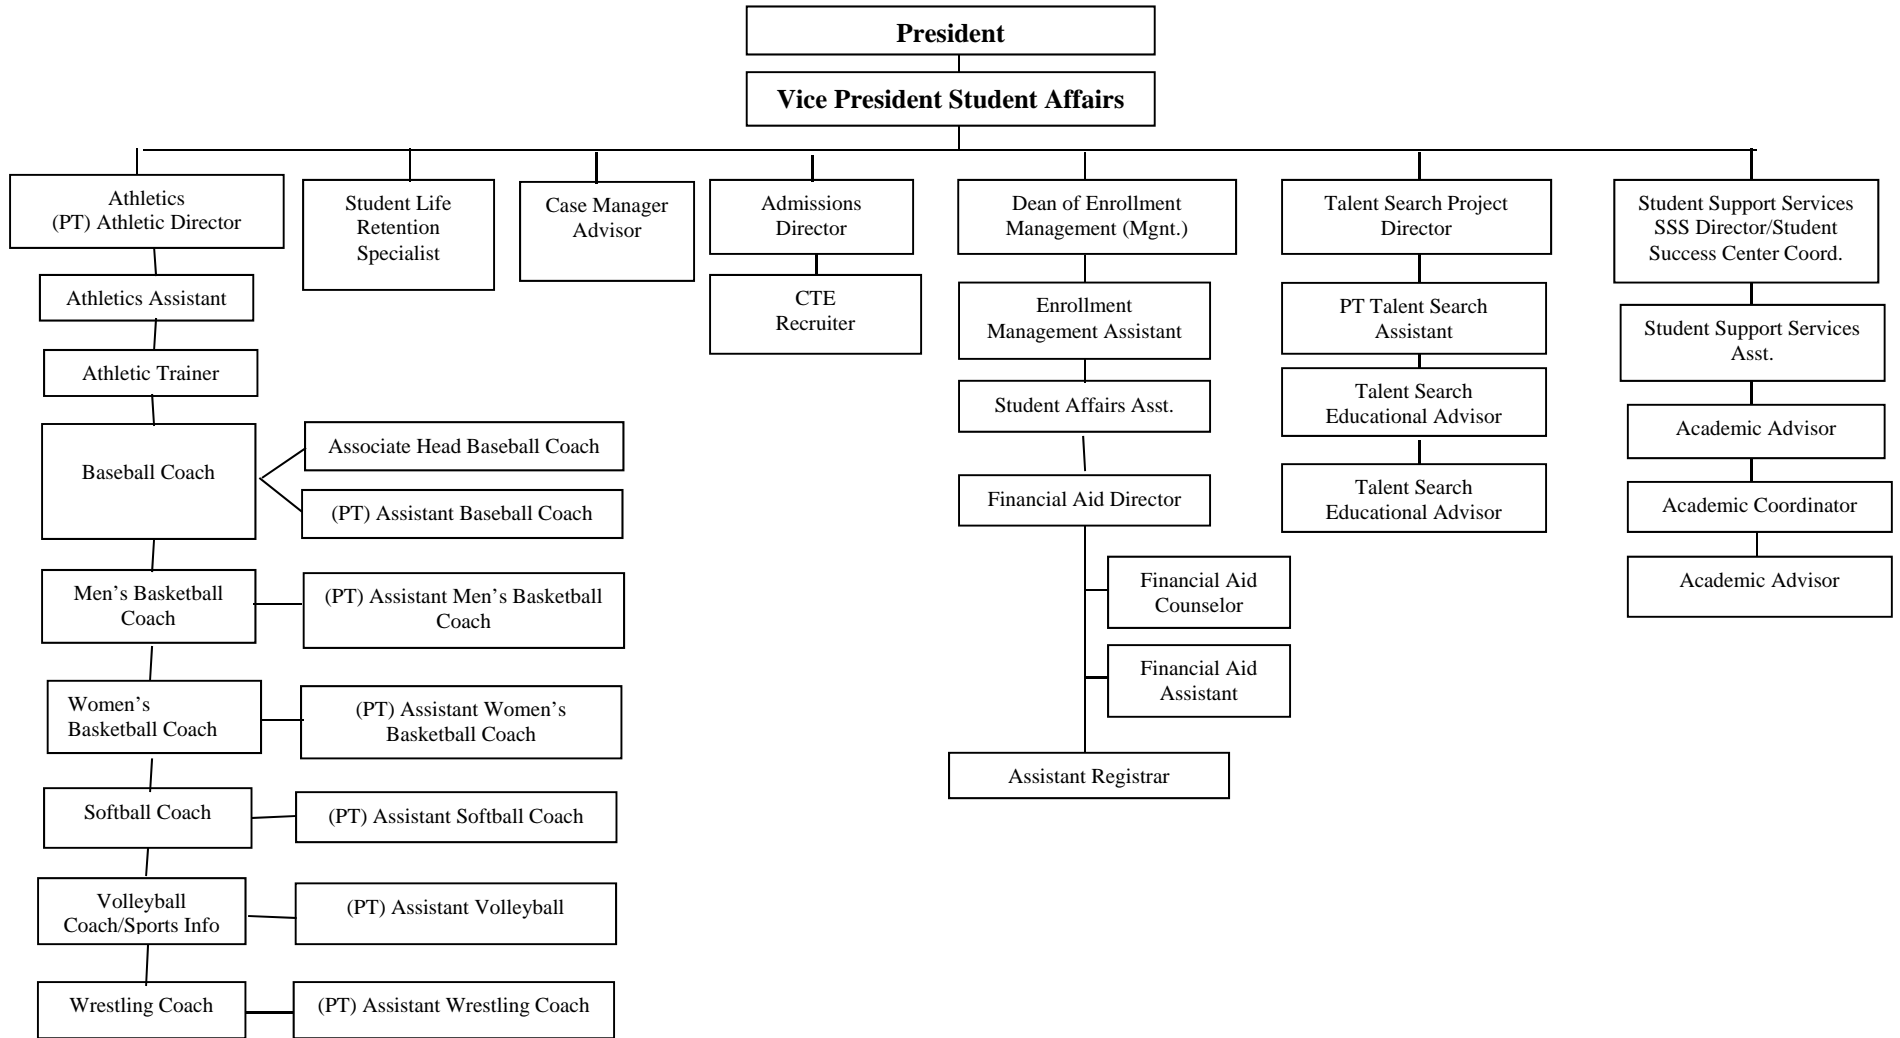 President
Vice President Student Affairs
Athletics
(PT) Athletic Director
Athletics Assistant
Athletic Trainer
Baseball Coach
Associate Head Baseball Coach
(PT) Assistant Baseball Coach
Men’s Basketball
Coach
(PT) Assistant Men’s Basketball
Coach
Women’s
Basketball Coach
(PT) Assistant Women’s
Basketball Coach
Softball Coach
(PT) Assistant Softball Coach
Volleyball
Coach/Sports Info
(PT) Assistant Volleyball
Wrestling Coach
(PT) Assistant Wrestling Coach
Student Life
Retention
Specialist
Case Manager
Advisor
Admissions
Director
CTE
Recruiter
Dean of Enrollment
Management (Mgnt.)
Enrollment
Management Assistant
Student Affairs Asst.
Financial Aid Director
Financial Aid
Counselor
Financial Aid
Assistant
Assistant Registrar
Talent Search Project
Director
PT Talent Search
Assistant
Talent Search
Educational Advisor
Talent Search
Educational Advisor
Student Support Services
SSS Director/Student
Success Center Coord.
Student Support Services
Asst.
Academic Advisor
Academic Coordinator
Academic Advisor